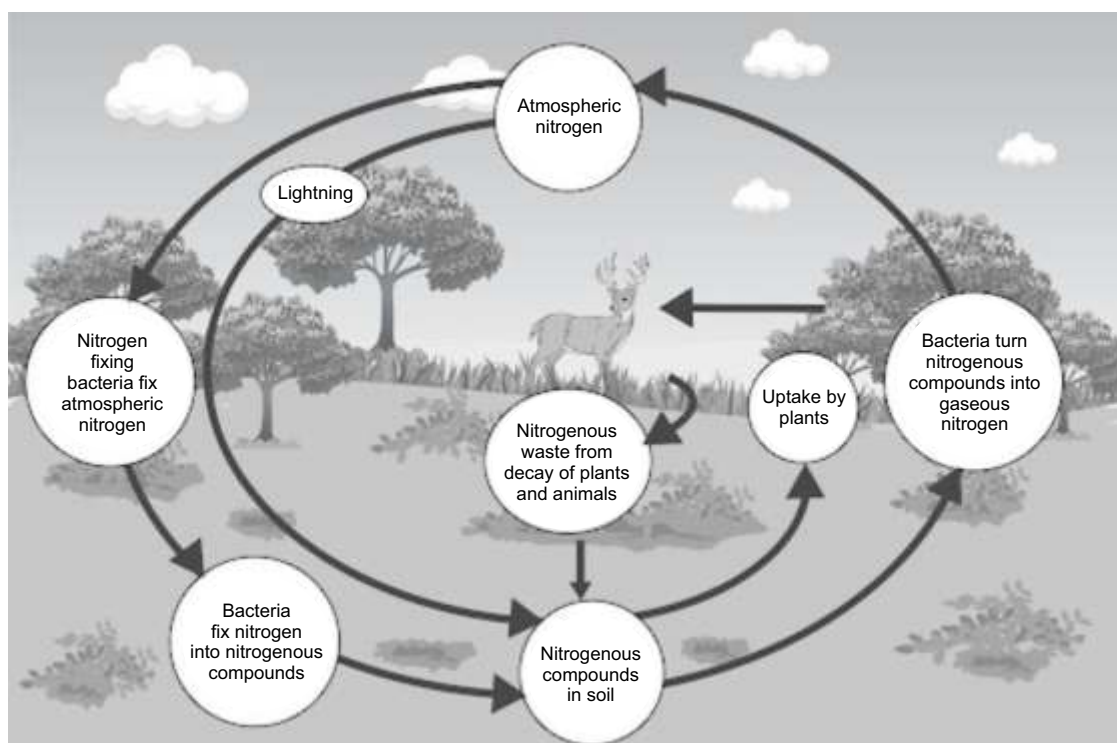 Atmospheric
nitrogen
Lightning
Nitrogen
fixing
bacteria fix
atmospheric
nitrogen
Bacteria turn
nitrogenous
compounds into
gaseous
nitrogen
Uptake by
plants
Nitrogenous
waste from
decay of plants
and animals
Bacteria
fix nitrogen
into nitrogenous
compounds
Nitrogenous
compounds
in soil